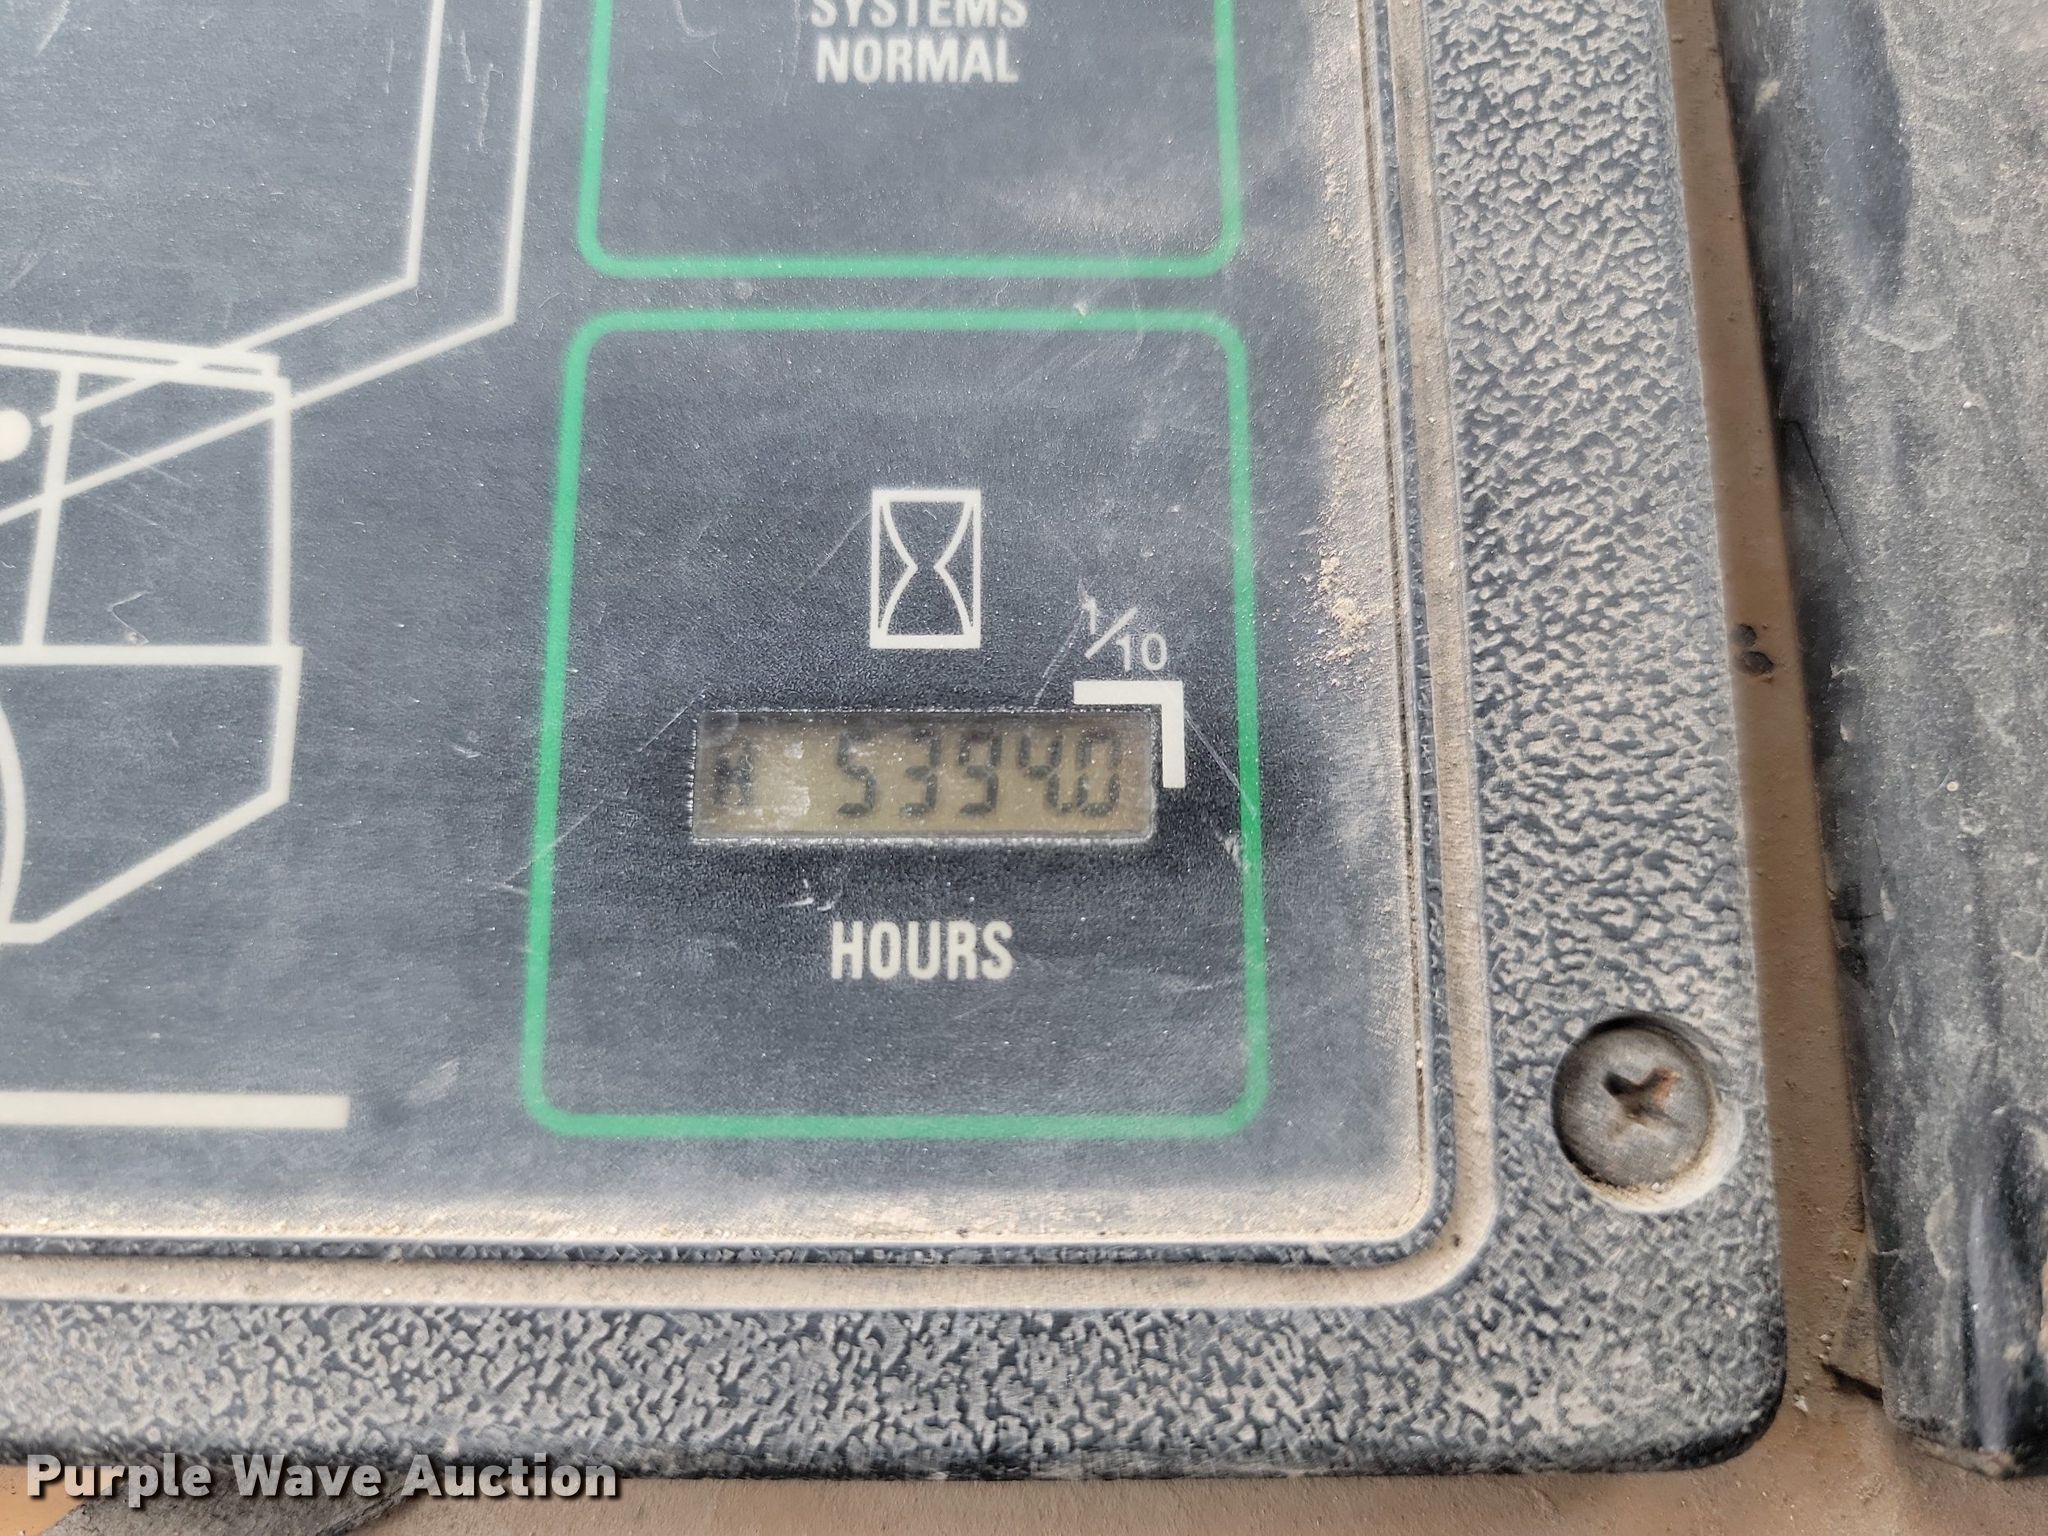 SYSTEMS
NORMAL
1/10
A 5394.0
HOURS
Purple Wave Auction